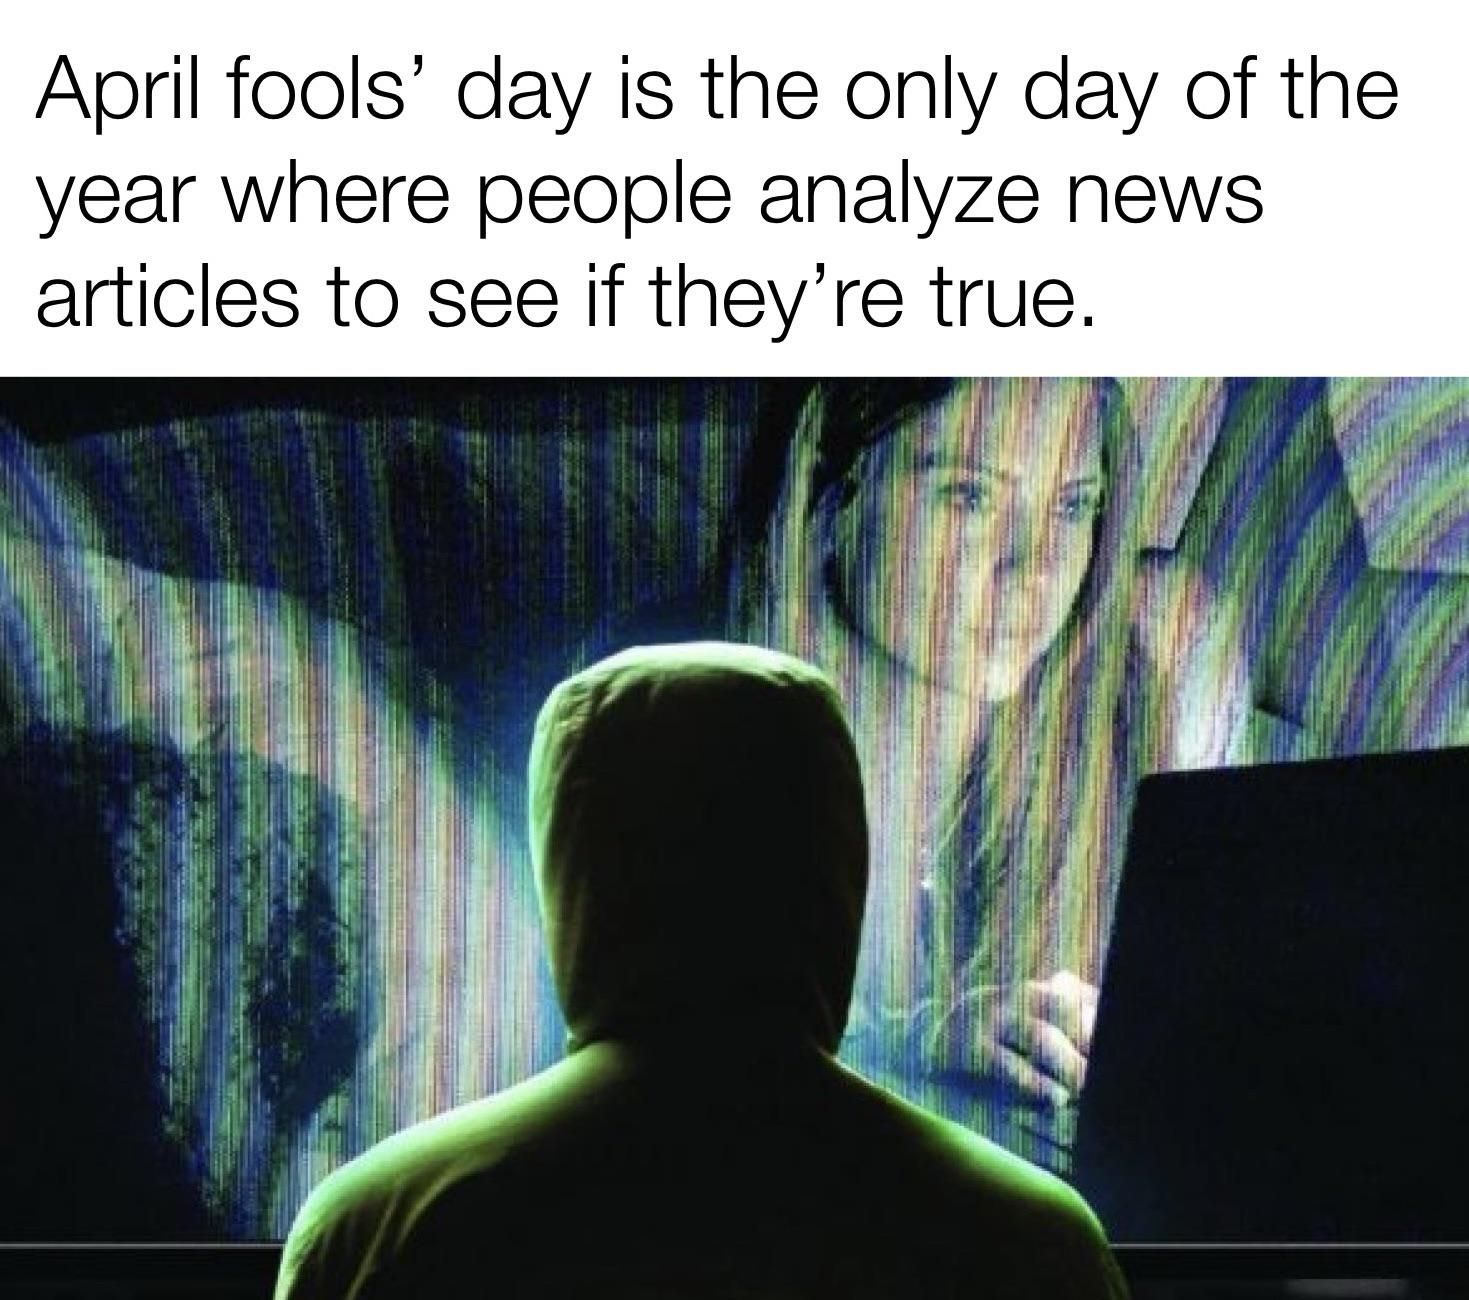 April fools’ day is the only day of the
year where people analyze news
articles to see if they’re true.